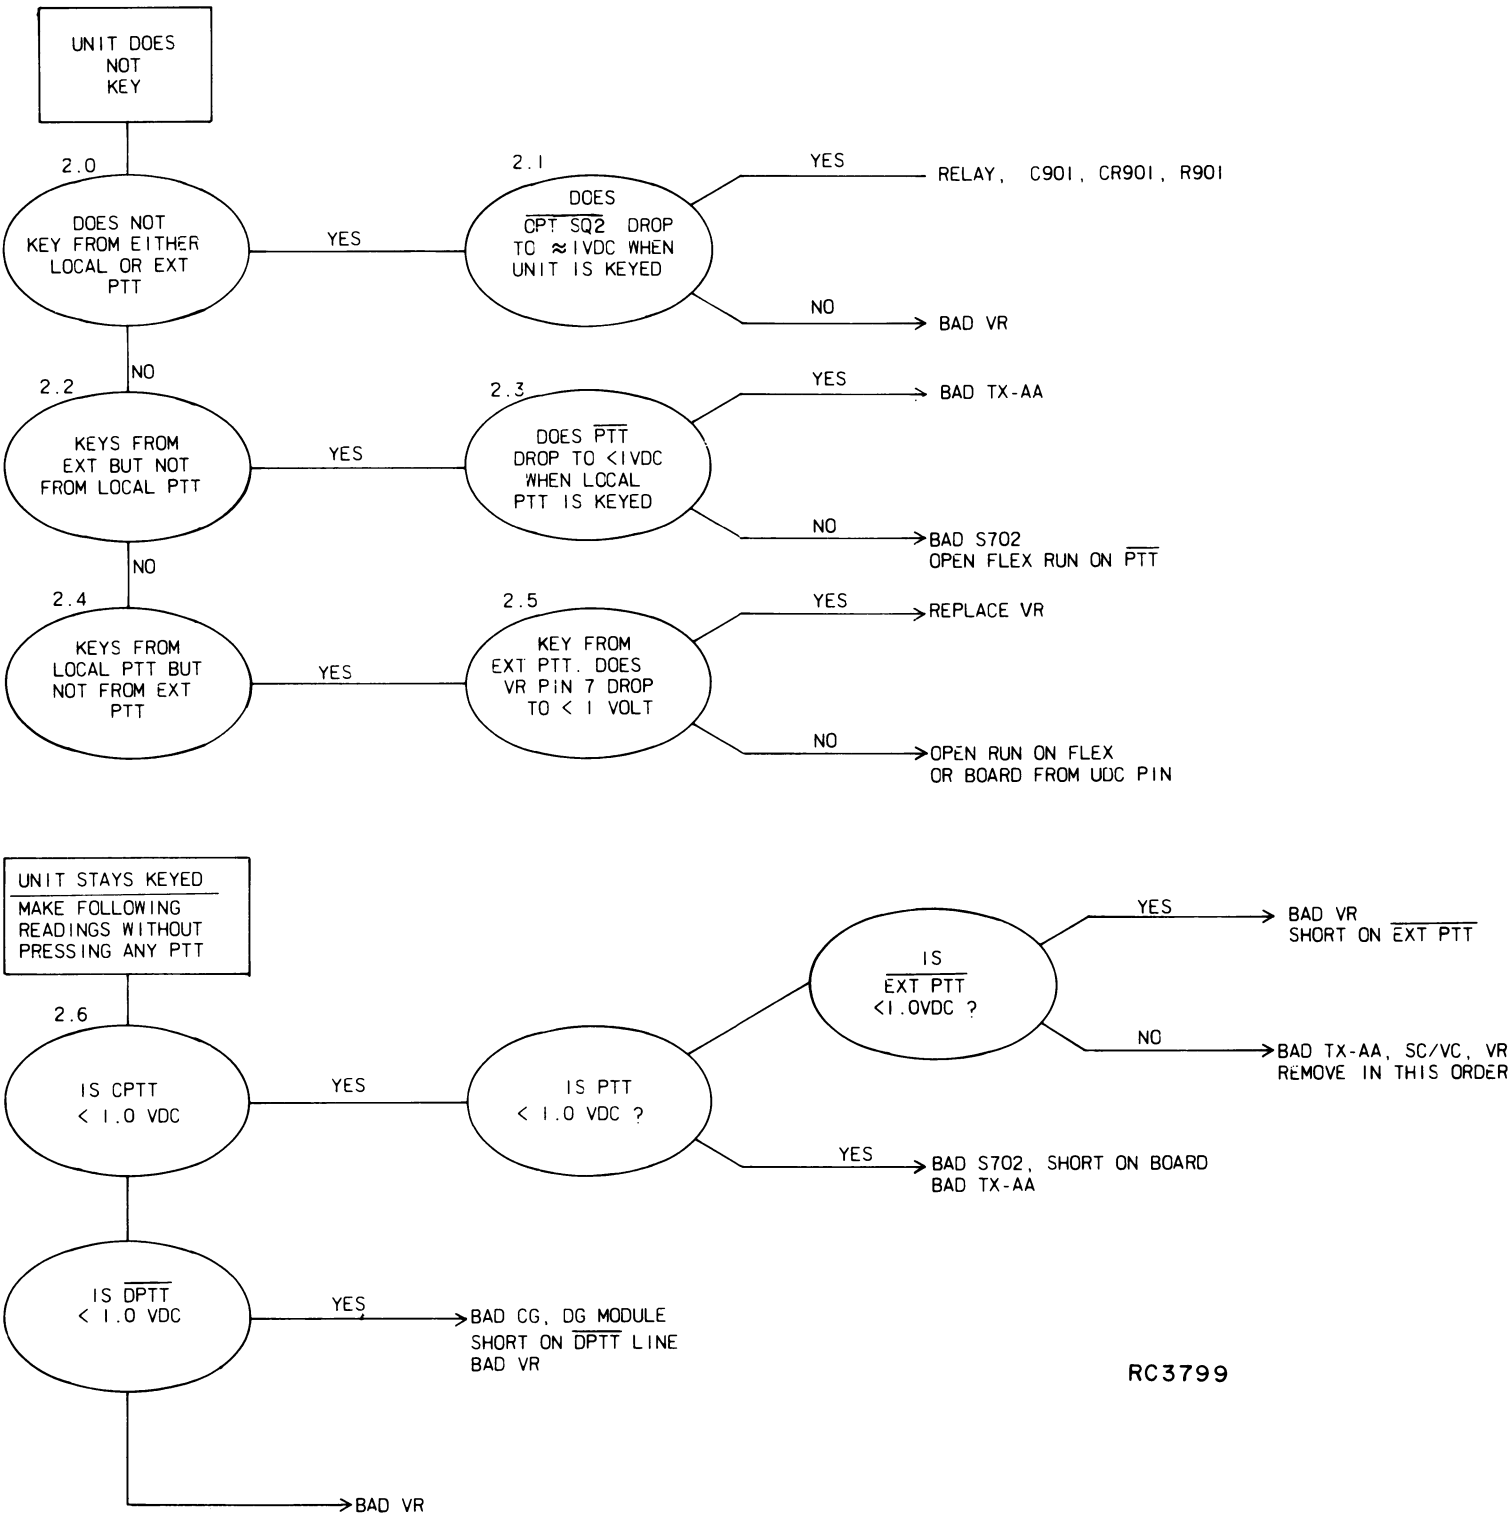 UNIT DOES
NOT
KEY
2.0
DOES NOT
KEY FROM EITHER
LOCAL OR EXT
PTT
YES
2.1
DOES
OPT SQ2 DROP
TO ≈1VDC WHEN
UNIT IS KEYED
YES
RELAY, C901, CR901, R901
NO
BAD VR
NO
2.2
KEYS FROM
EXT BUT NOT
FROM LOCAL PTT
YES
2.3
DOES PTT
DROP TO <1VDC
WHEN LOCAL
PTT IS KEYED
YES
BAD TX-AA
NO
BAD S702
OPEN FLEX RUN ON PTT
NO
2.4
KEYS FROM
LOCAL PTT BUT
NOT FROM EXT
PTT
YES
2.5
KEY FROM
EXT PTT. DOES
VR PIN 7 DROP
TO < 1 VOLT
YES
REPLACE VR
NO
OPEN RUN ON FLEX
OR BOARD FROM UDC PIN
UNIT STAYS KEYED
MAKE FOLLOWING
READINGS WITHOUT
PRESSING ANY PTT
2.6
IS CPTT
< 1.0 VDC
YES
IS PTT
< 1.0 VDC ?
IS
EXT PTT
<1.0VDC ?
YES
BAD VR
SHORT ON EXT PTT
NO
BAD TX-AA, SC/VC, VR
REMOVE IN THIS ORDER
YES
BAD S702, SHORT ON BOARD
BAD TX-AA
IS DPTT
< 1.0 VDC
YES
BAD CG, DG MODULE
SHORT ON DPTT LINE
BAD VR
RC3799
BAD VR